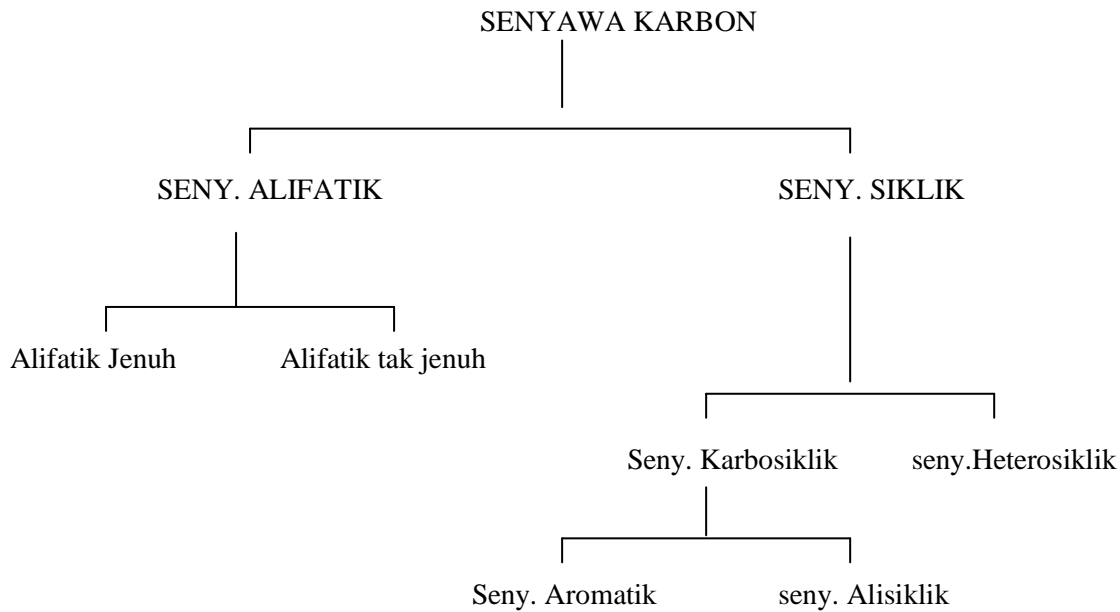 SENYAWA KARBON
SENY. ALIFATIK SENY. SIKLIK
Alifatik Jenuh Alifatik tak jenuh
Seny. Karbosiklik seny.Heterosiklik
Seny. Aromatik seny. Alisiklik